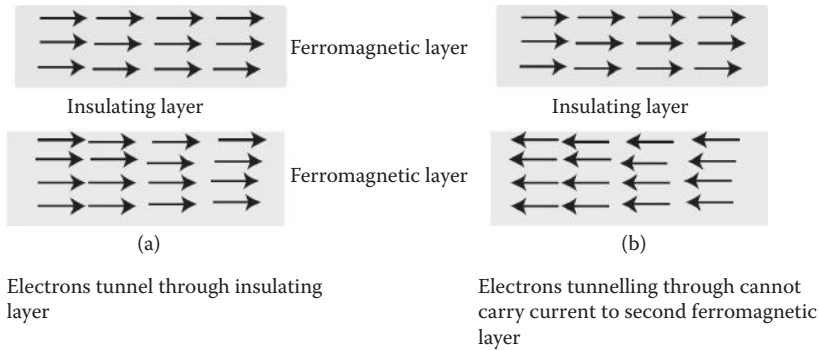 Ferromagnetic layer
Insulating layer
Insulating layer
Ferromagnetic layer
(a)
(b)
Electrons tunnel through insulating
layer
Electrons tunnelling through cannot
carry current to second ferromagnetic
layer